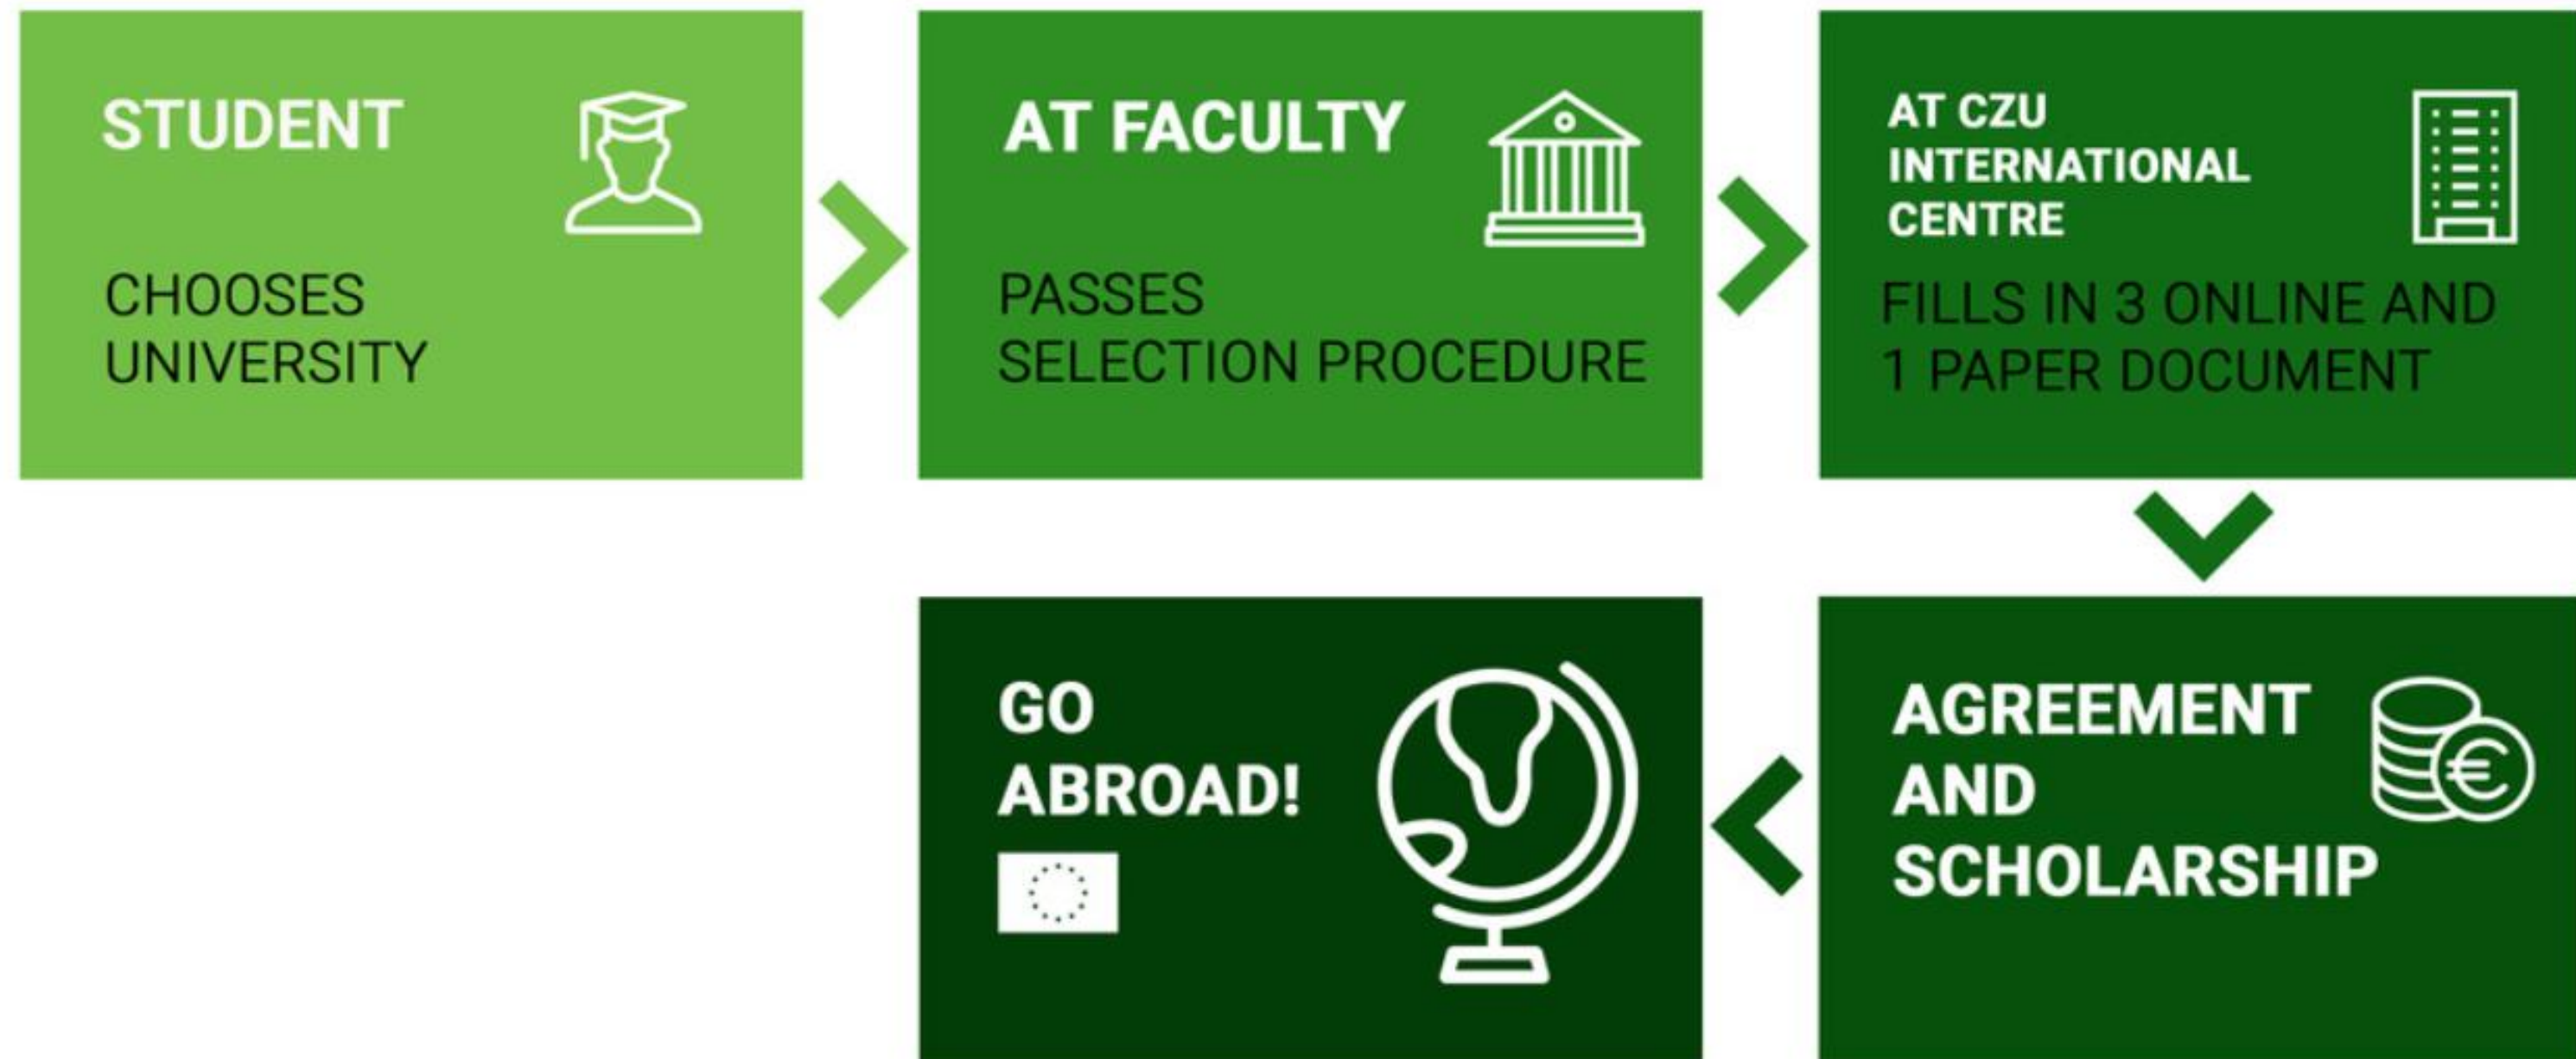 STUDENT
CHOOSES
UNIVERSITY
AT FACULTY
PASSES
SELECTION PROCEDURE
AT CZU
INTERNATIONAL
CENTRE
FILLS IN 3 ONLINE AND
1 PAPER DOCUMENT
AGREEMENT
AND
SCHOLARSHIP
€
GO
ABROAD!